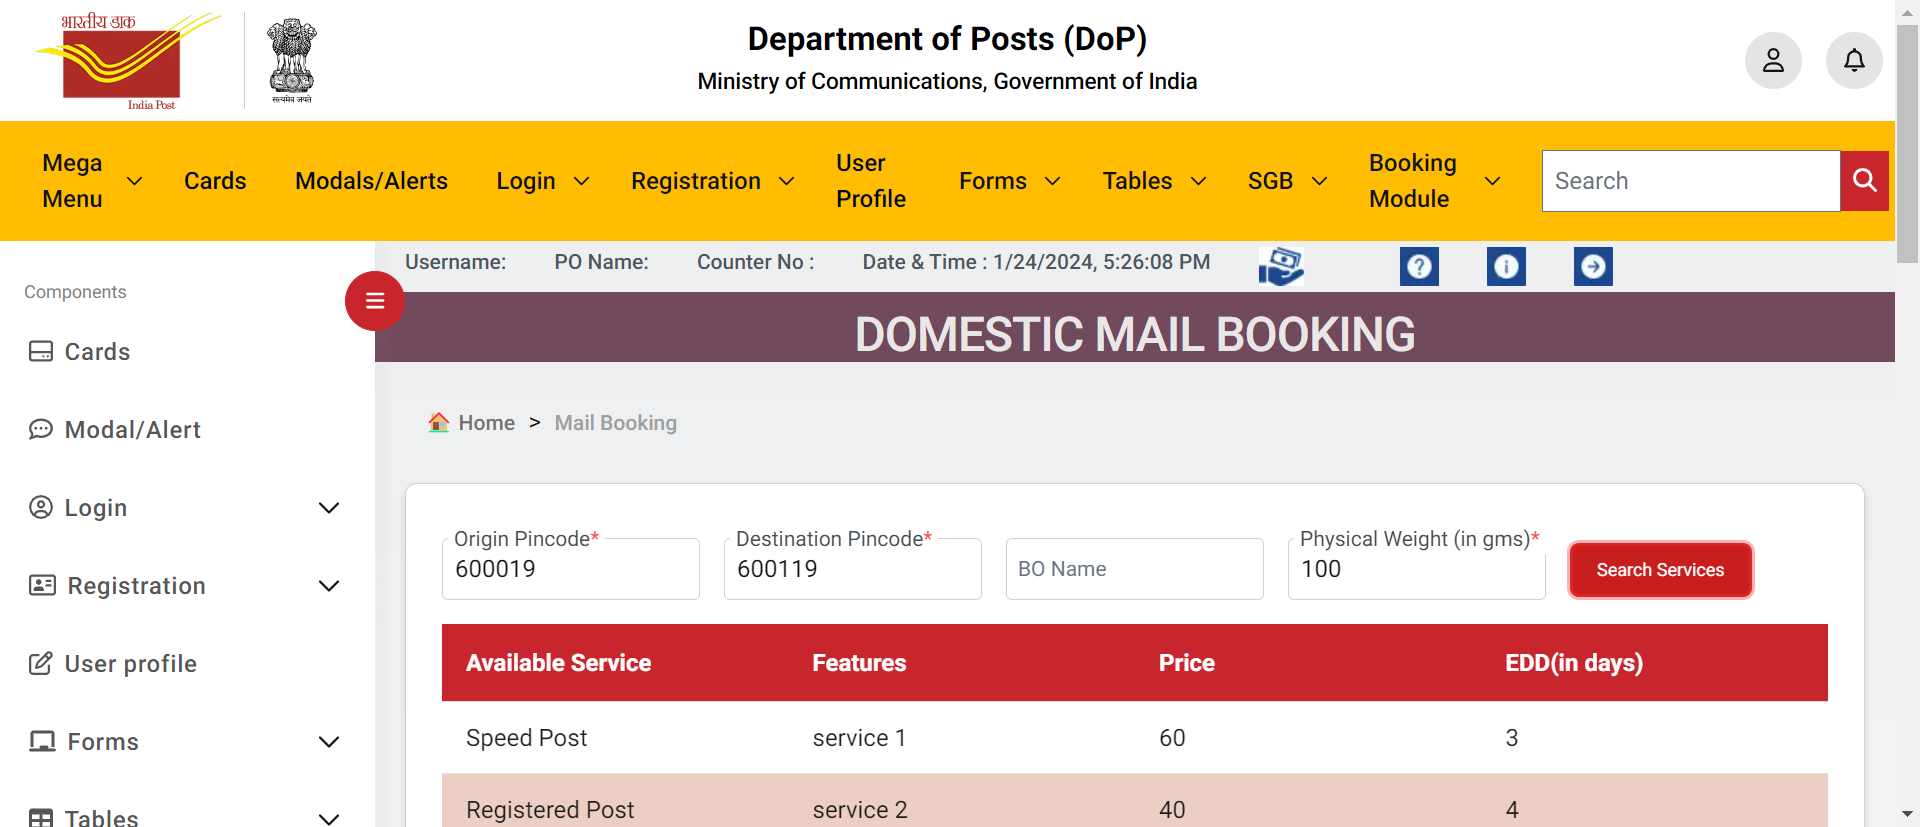 भारतीय डाक
India Post
सत्यमेव जयते
Department of Posts (DoP)
Ministry of Communications, Government of India
Mega Menu
Cards
Modals/Alerts
Login
Registration
User Profile
Forms
Tables
SGB
Booking Module
Search
Username:
PO Name:
Counter No :
Date & Time : 1/24/2024, 5:26:08 PM
DOMESTIC MAIL BOOKING
Components
Cards
Modal/Alert
Login
Registration
User profile
Forms
Tables
Home > Mail Booking
Origin Pincode*
600019
Destination Pincode*
600119
BO Name
Physical Weight (in gms)*
100
Search Services
Available Service Features Price EDD(in days)
Speed Post service 1 60 3
Registered Post service 2 40 4